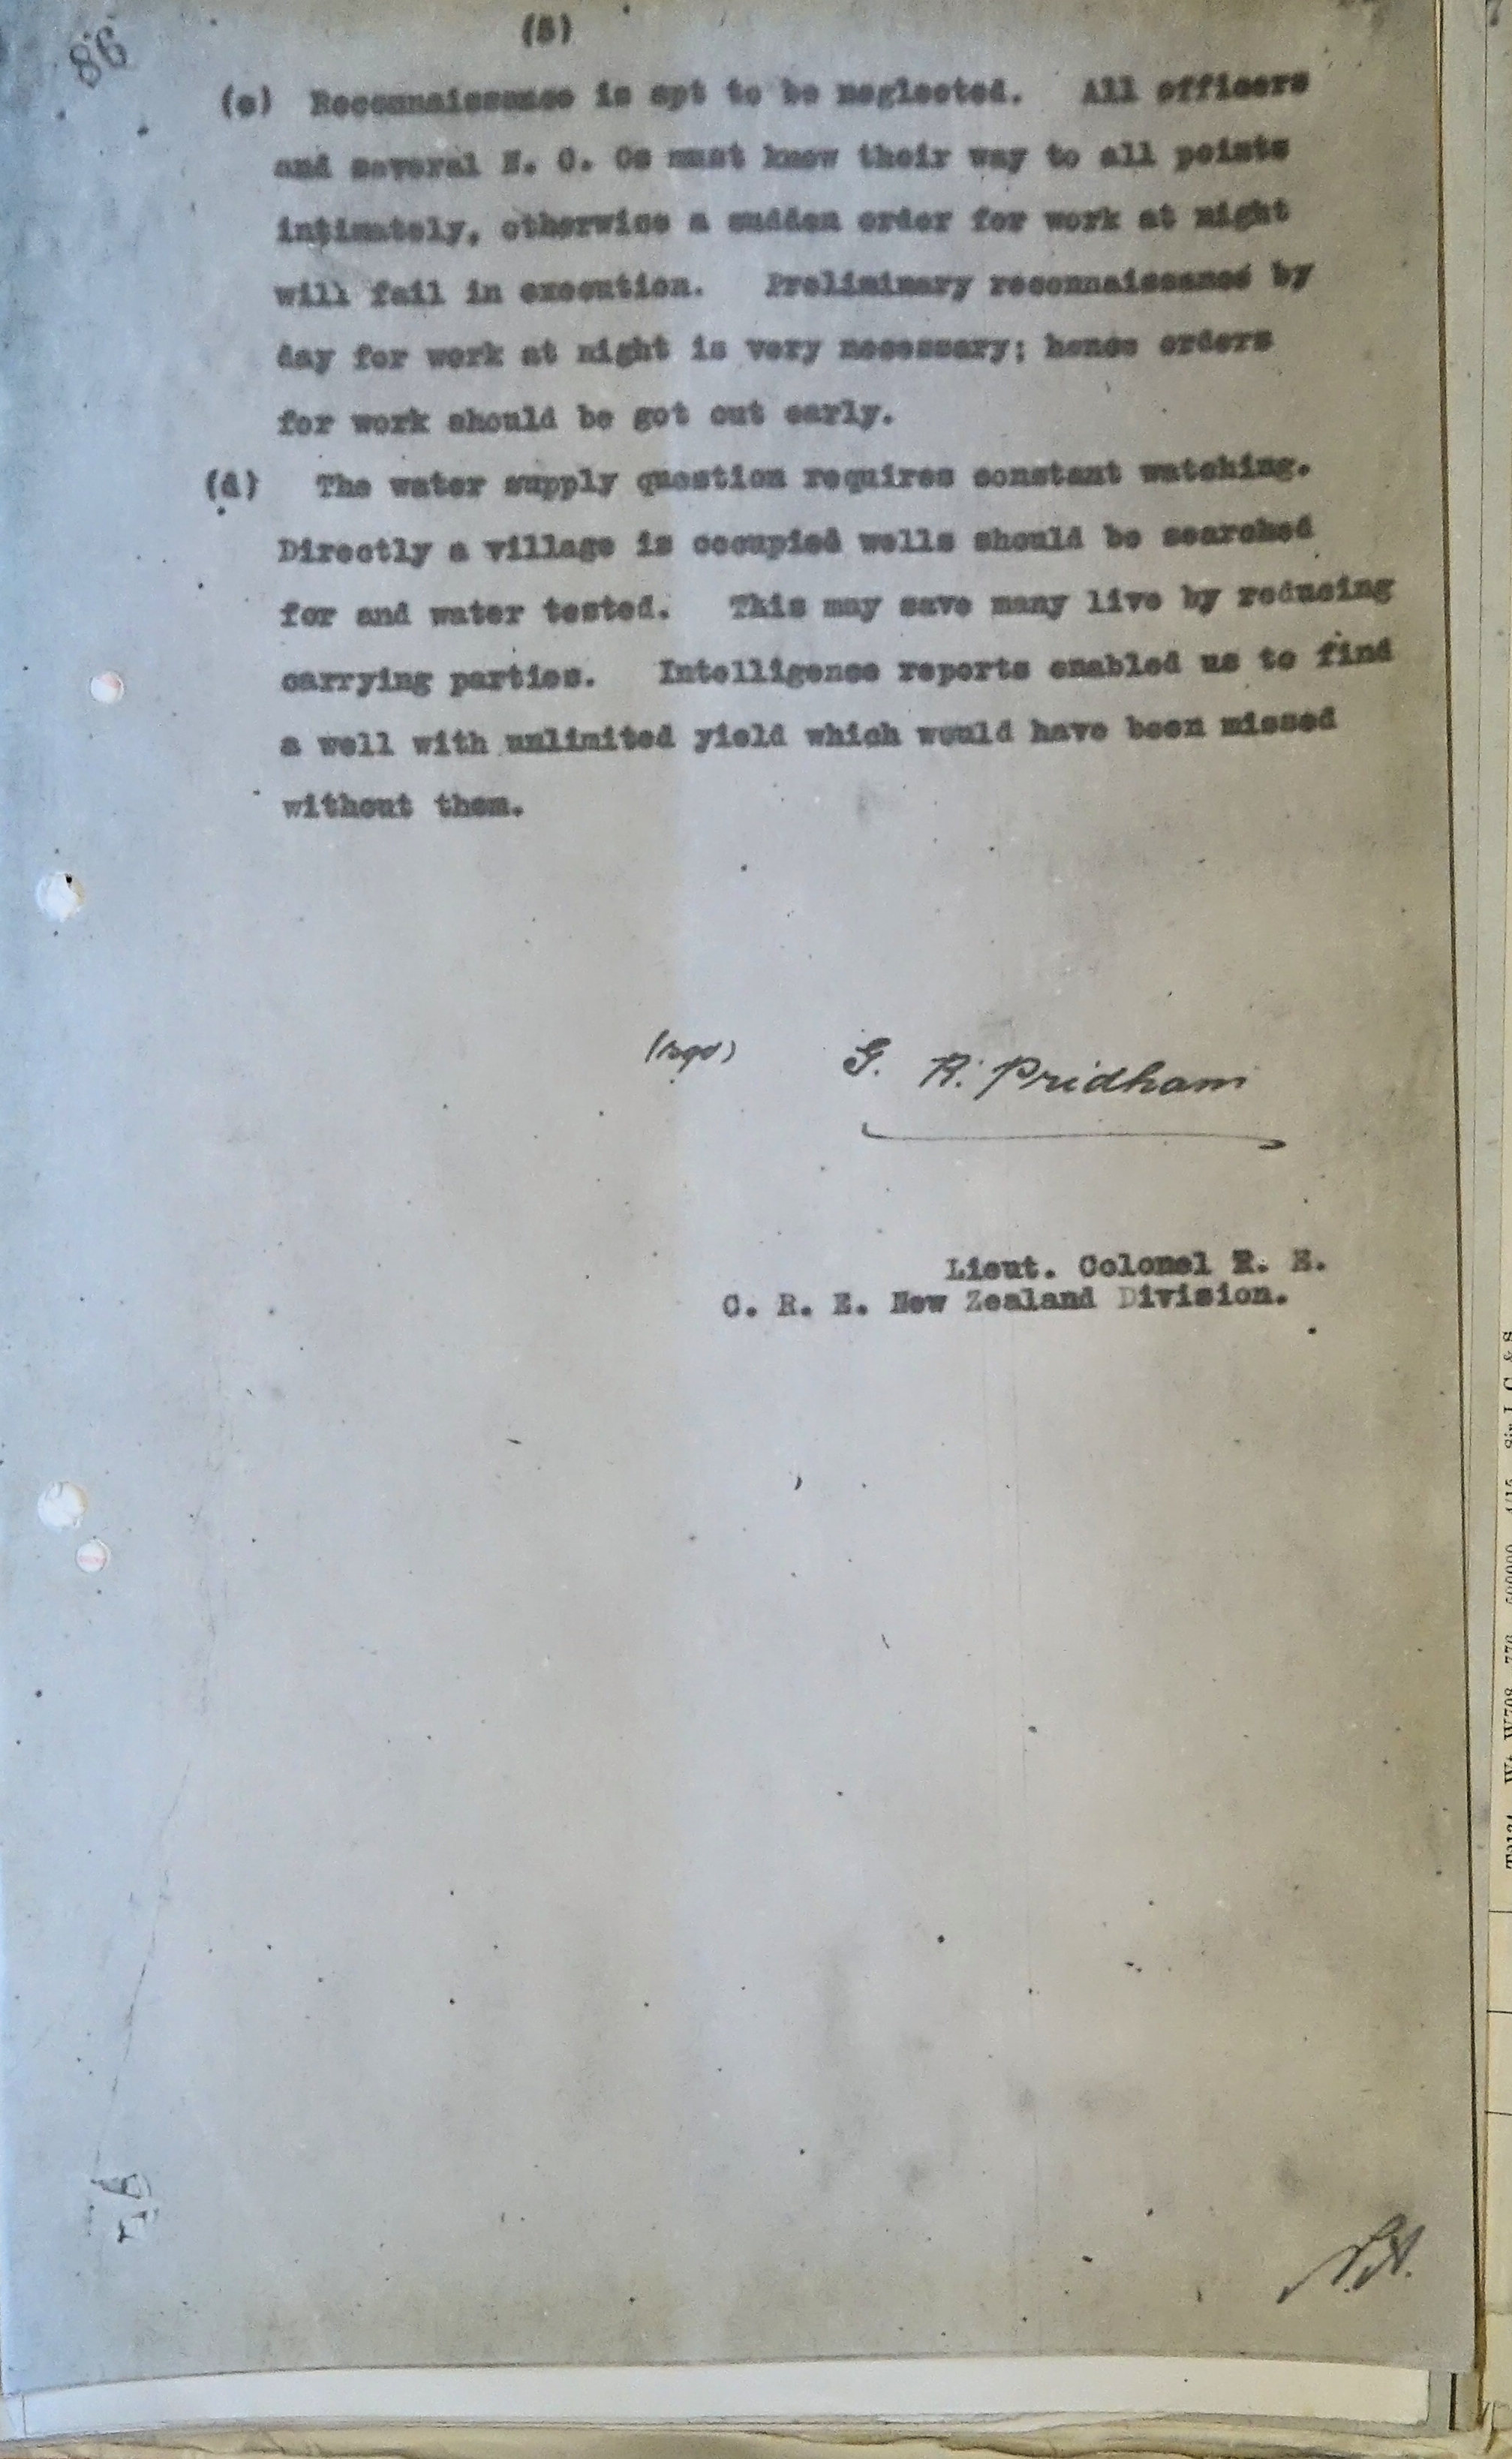 86
(5)
(c) Reconnaissance is apt to be neglected. All officers
and several N. C. Os must know their way to all points
intimately, otherwise a sudden order for work at night
will fail in execution. Preliminary reconnaissance by
day for work at night is very necessary; hence orders
for work should be got out early.
(d) The water supply question requires constant watching.
Directly a village is occupied wells should be searched
for and water tested. This may save many live by reducing
carrying parties. Intelligence reports enabled us to find
a well with unlimited yield which would have been missed
without them.
(sgd) G. R. Pridham
Lieut. Colonel R. E.
C. R. E. New Zealand Division.